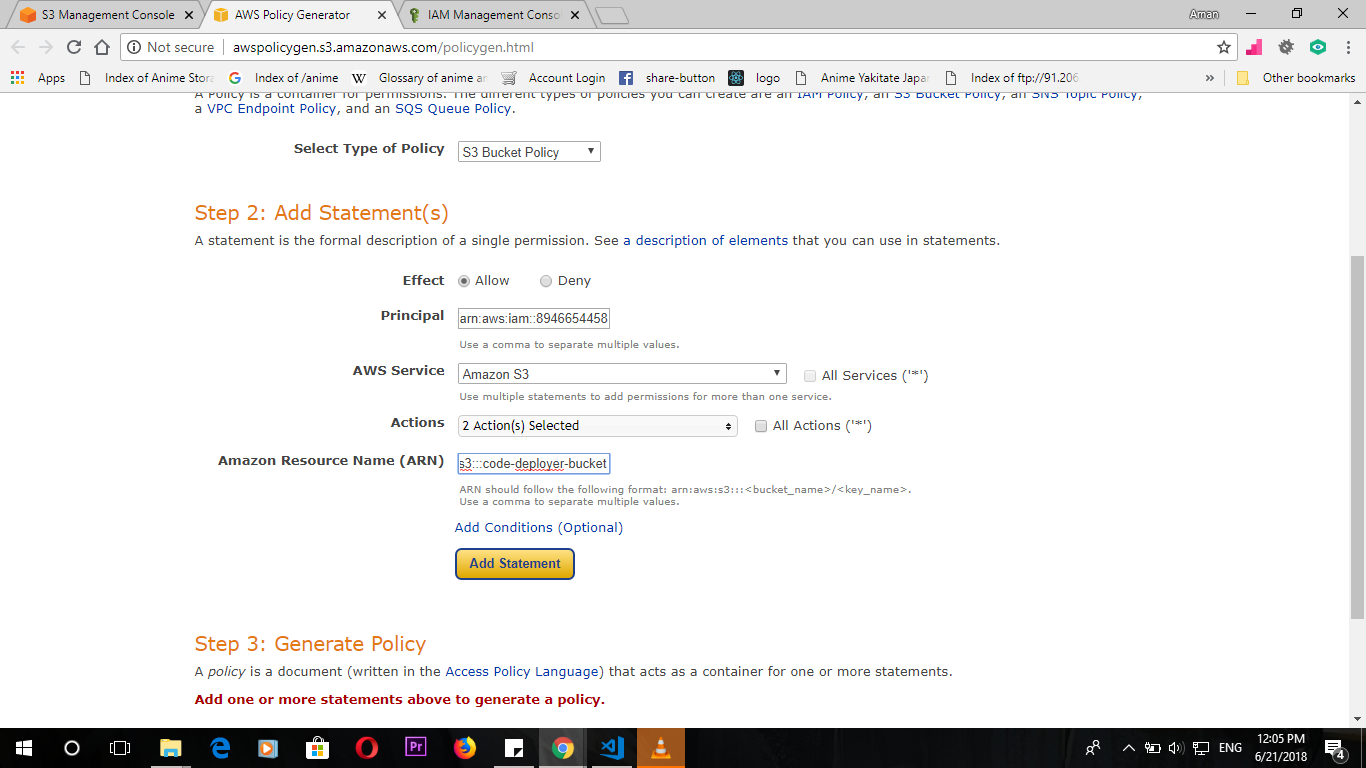 S3 Management Console
AWS Policy Generator
IAM Management Conso
Aman
Not secure
awspolicygen.s3.amazonaws.com/policygen.html
Apps
Index of Anime Stora
Index of /anime
Glossary of anime an
Account Login
share-button
logo
Anime Yakitate Japan
Index of ftp://91.206
»
Other bookmarks
A Policy is a container for permissions. The different types of policies you can create are an IAM Policy, an S3 Bucket Policy, an SNS Topic Policy,
a VPC Endpoint Policy, and an SQS Queue Policy.
Select Type of Policy
S3 Bucket Policy
Step 2: Add Statement(s)
A statement is the formal description of a single permission. See a description of elements that you can use in statements.
Effect
Allow
Deny
Principal
arn:aws:iam::8946654458
Use a comma to separate multiple values.
AWS Service
Amazon S3
All Services ('*')
Use multiple statements to add permissions for more than one service.
Actions
2 Action(s) Selected
All Actions ('*')
Amazon Resource Name (ARN)
s3:::code-deployer-bucket
ARN should follow the following format: arn:aws:s3:::<bucket_name>/<key_name>.
Use a comma to separate multiple values.
Add Conditions (Optional)
Add Statement
Step 3: Generate Policy
A policy is a document (written in the Access Policy Language) that acts as a container for one or more statements.
Add one or more statements above to generate a policy.
Pr
ENG
12:05 PM
6/21/2018
4